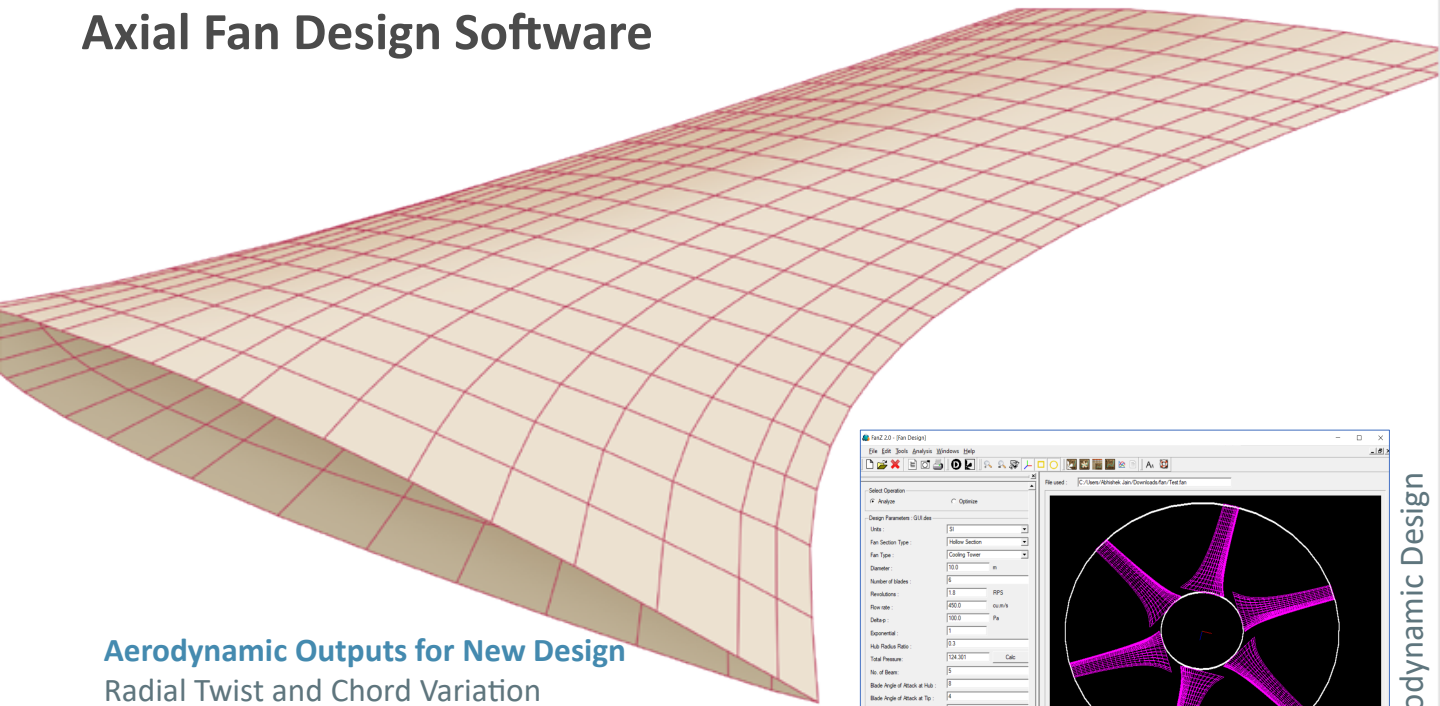 Axial Fan Design Software
Aerodynamic Outputs for New Design
Radial Twist and Chord Variation
FanZ 2.0 - [Fan Design]
File Edit Tools Analysis Windows Help
File used : C:/Users/Abhishek Jain/Downloads/fan/Test.fan
Select Operation
Analyze Optimize
Design Parameters : GUI.des
Units : SI
Fan Section Type : Hollow Section
Fan Type : Cooling Tower
Diameter : 10.0 m
Number of blades : 6
Revolutions : 1.8 RPS
Flow rate : 450.0 cu.m/s
Delta-p : 100.0 Pa
Exponential : 1
Hub Radius Ratio : 0.3
Total Pressure: 124.301 Calc
No. of Beam: 5
Blade Angle of Attack at Hub : 8
Blade Angle of Attack at Tip : 4
odynamic Design